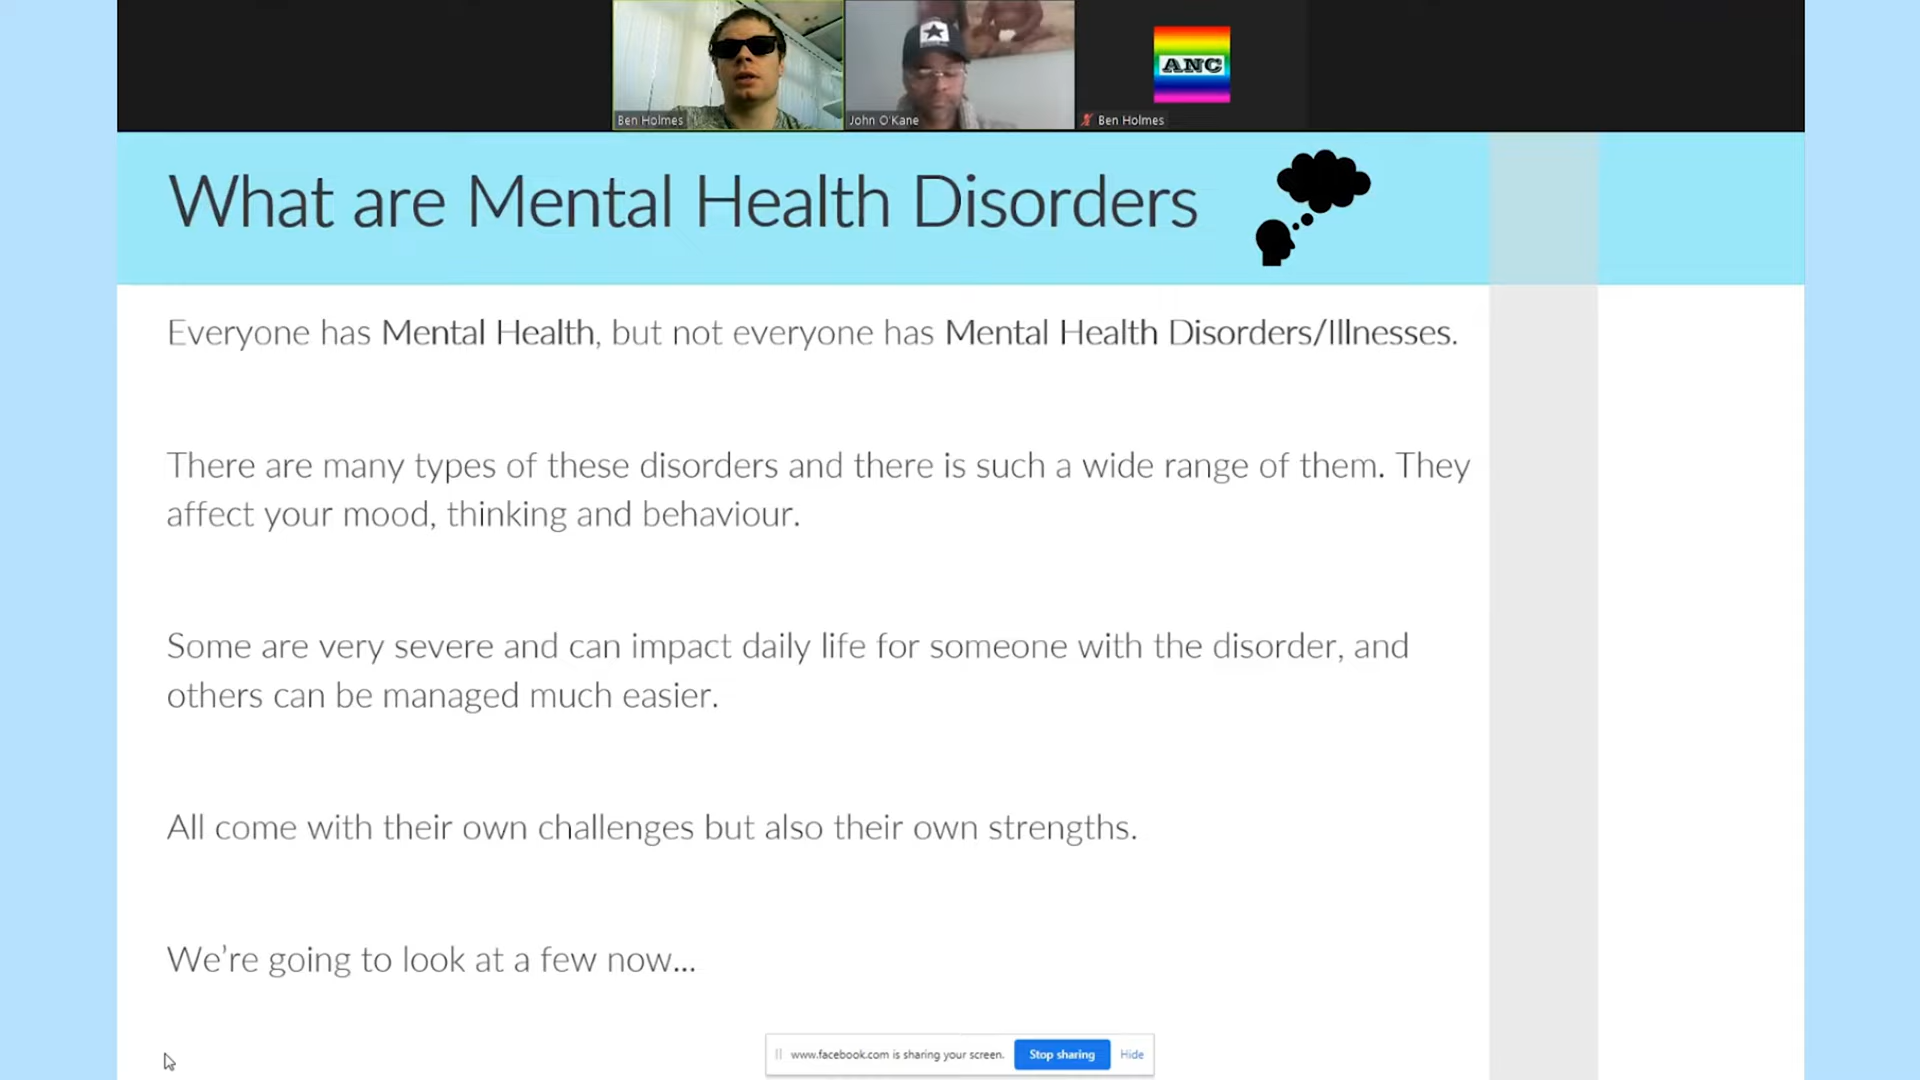 Ben Holmes
John O'Kane
ANC
Ben Holmes
What are Mental Health Disorders
Everyone has Mental Health, but not everyone has Mental Health Disorders/Illnesses.
There are many types of these disorders and there is such a wide range of them. They
affect your mood, thinking and behaviour.
Some are very severe and can impact daily life for someone with the disorder, and
others can be managed much easier.
All come with their own challenges but also their own strengths.
We’re going to look at a few now...
www.facebook.com is sharing your screen.
Stop sharing
Hide